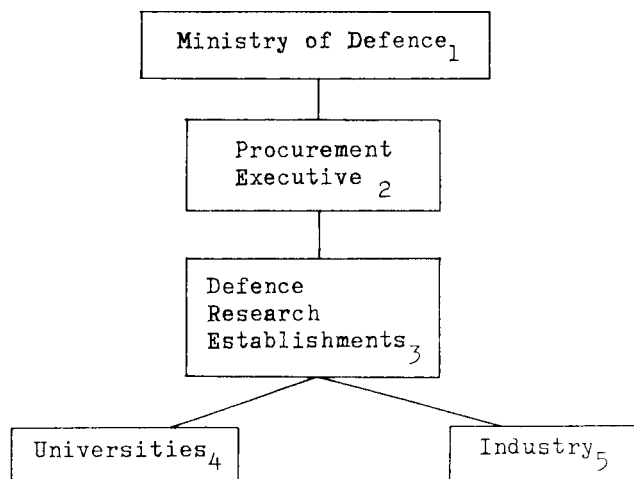 Ministry of Defence1
Procurement
Executive 2
Defence
Research
Establishments3
Universities4
Industry5